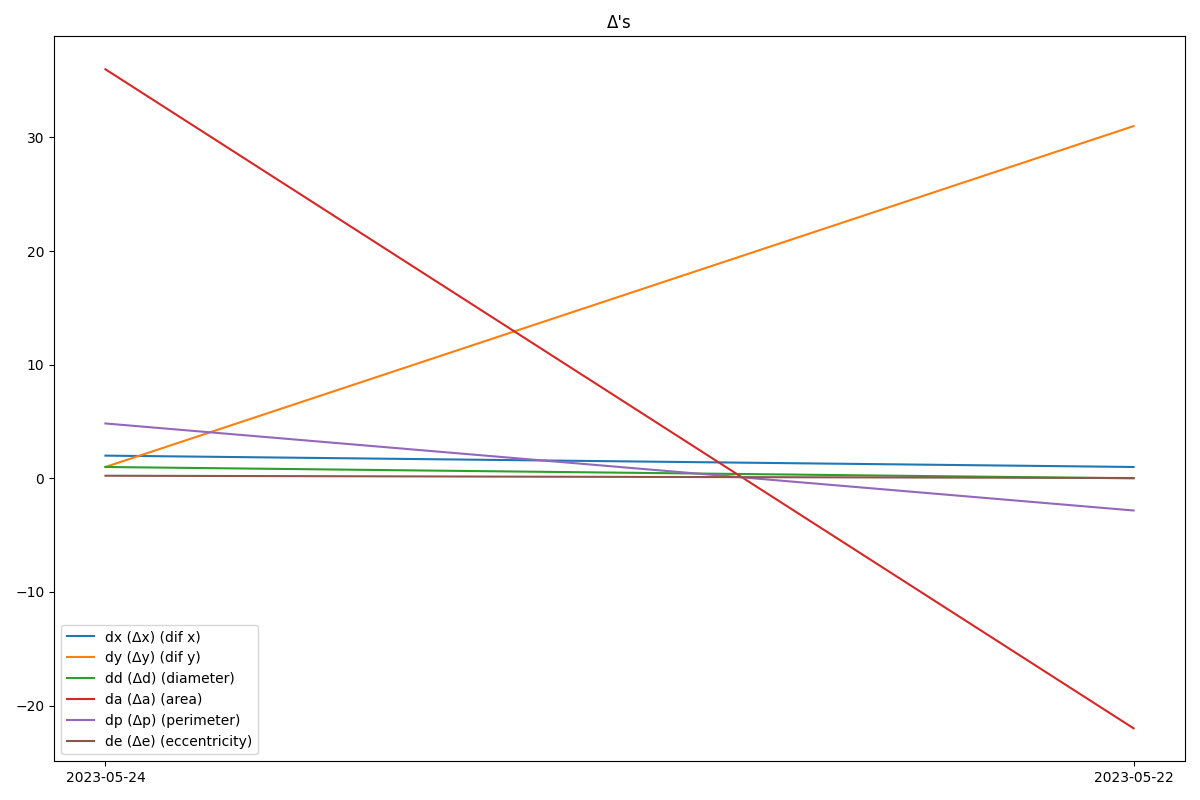 Δ's
30
20
10
0
−10
−20
dx (Δx) (dif x)
dy (Δy) (dif y)
dd (Δd) (diameter)
da (Δa) (area)
dp (Δp) (perimeter)
de (Δe) (eccentricity)
2023-05-24 2023-05-22